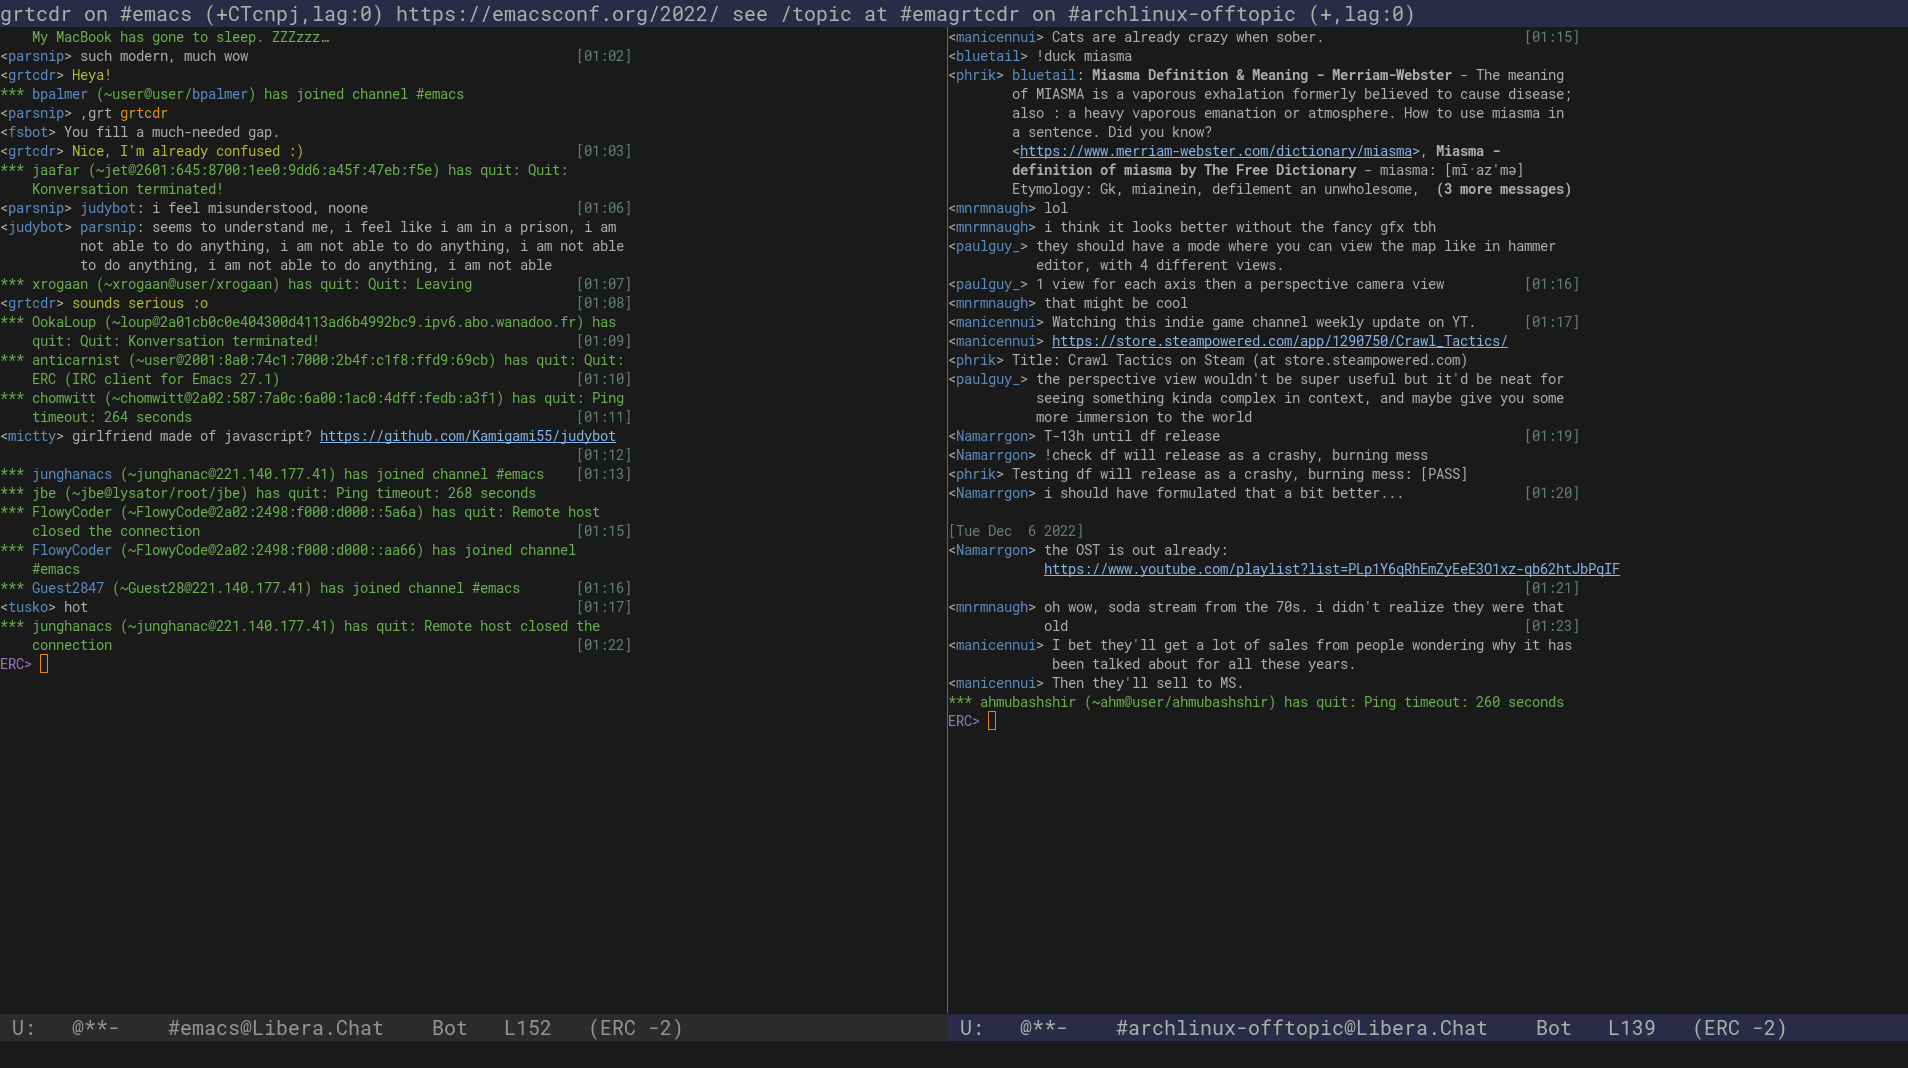 grtcdr on #emacs (+CTcnpj,lag:0) https://emacsconf.org/2022/ see /topic at #ema
My MacBook has gone to sleep. ZZZzzz…
<parsnip> such modern, much wow [01:02]
<grtcdr> Heya!
*** bpalmer (~user@user/bpalmer) has joined channel #emacs
<parsnip> ,grt grtcdr
<fsbot> You fill a much-needed gap.
<grtcdr> Nice, I'm already confused :) [01:03]
*** jaafar (~jet@2601:645:8700:1ee0:9dd6:a45f:47eb:f5e) has quit: Quit:
Konversation terminated!
<parsnip> judybot: i feel misunderstood, noone [01:06]
<judybot> parsnip: seems to understand me, i feel like i am in a prison, i am
not able to do anything, i am not able to do anything, i am not able
to do anything, i am not able to do anything, i am not able
*** xrogaan (~xrogaan@user/xrogaan) has quit: Quit: Leaving [01:07]
<grtcdr> sounds serious :o [01:08]
*** OokaLoup (~loup@2a01cb0c0e404300d4113ad6b4992bc9.ipv6.abo.wanadoo.fr) has
quit: Quit: Konversation terminated! [01:09]
*** anticarnist (~user@2001:8a0:74c1:7000:2b4f:c1f8:ffd9:69cb) has quit: Quit:
ERC (IRC client for Emacs 27.1) [01:10]
*** chomwitt (~chomwitt@2a02:587:7a0c:6a00:1ac0:4dff:fedb:a3f1) has quit: Ping
timeout: 264 seconds [01:11]
<mictty> girlfriend made of javascript? https://github.com/Kamigami55/judybot
[01:12]
*** junghanacs (~junghanac@221.140.177.41) has joined channel #emacs [01:13]
*** jbe (~jbe@lysator/root/jbe) has quit: Ping timeout: 268 seconds
*** FlowyCoder (~FlowyCode@2a02:2498:f000:d000::5a6a) has quit: Remote host
closed the connection [01:15]
*** FlowyCoder (~FlowyCode@2a02:2498:f000:d000::aa66) has joined channel
#emacs
*** Guest2847 (~Guest28@221.140.177.41) has joined channel #emacs [01:16]
<tusko> hot [01:17]
*** junghanacs (~junghanac@221.140.177.41) has quit: Remote host closed the
connection [01:22]
ERC>
U: @**- #emacs@Libera.Chat Bot L152 (ERC -2)
grtcdr on #archlinux-offtopic (+,lag:0)
<manicennui> Cats are already crazy when sober. [01:15]
<bluetail> !duck miasma
<phrik> bluetail: Miasma Definition & Meaning - Merriam-Webster - The meaning
of MIASMA is a vaporous exhalation formerly believed to cause disease;
also : a heavy vaporous emanation or atmosphere. How to use miasma in
a sentence. Did you know?
<https://www.merriam-webster.com/dictionary/miasma>, Miasma -
definition of miasma by The Free Dictionary - miasma: [mī·az′mə]
Etymology: Gk, miainein, defilement an unwholesome, (3 more messages)
<mnrmnaugh> lol
<mnrmnaugh> i think it looks better without the fancy gfx tbh
<paulguy_> they should have a mode where you can view the map like in hammer
editor, with 4 different views.
<paulguy_> 1 view for each axis then a perspective camera view [01:16]
<mnrmnaugh> that might be cool
<manicennui> Watching this indie game channel weekly update on YT. [01:17]
<manicennui> https://store.steampowered.com/app/1290750/Crawl_Tactics/
<phrik> Title: Crawl Tactics on Steam (at store.steampowered.com)
<paulguy_> the perspective view wouldn't be super useful but it'd be neat for
seeing something kinda complex in context, and maybe give you some
more immersion to the world
<Namarrgon> T-13h until df release [01:19]
<Namarrgon> !check df will release as a crashy, burning mess
<phrik> Testing df will release as a crashy, burning mess: [PASS]
<Namarrgon> i should have formulated that a bit better... [01:20]
[Tue Dec  6 2022]
<Namarrgon> the OST is out already:
https://www.youtube.com/playlist?list=PLp1Y6qRhEmZyEeE3O1xz-qb62htJbPqIF
[01:21]
<mnrmnaugh> oh wow, soda stream from the 70s. i didn't realize they were that
old [01:23]
<manicennui> I bet they'll get a lot of sales from people wondering why it has
been talked about for all these years.
<manicennui> Then they'll sell to MS.
*** ahmubashshir (~ahm@user/ahmubashshir) has quit: Ping timeout: 260 seconds
ERC>
U: @**- #archlinux-offtopic@Libera.Chat Bot L139 (ERC -2)